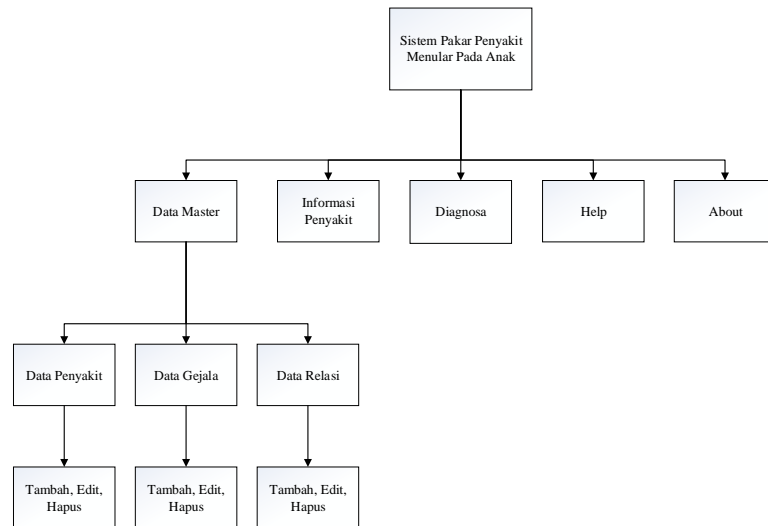 Sistem Pakar Penyakit
Menular Pada Anak
Data Master
Informasi
Penyakit
Diagnosa
Help
About
Data Penyakit
Data Gejala
Data Relasi
Tambah, Edit,
Hapus
Tambah, Edit,
Hapus
Tambah, Edit,
Hapus